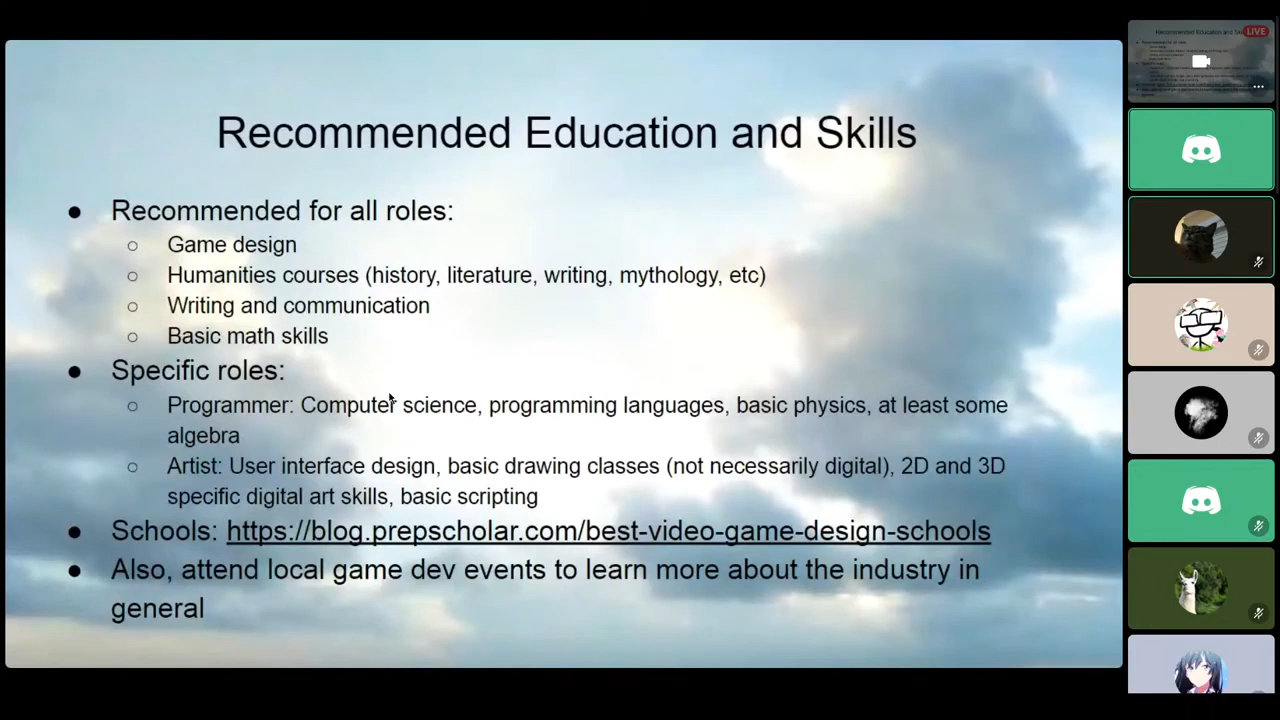 Recommended Education and Skills
LIVE
● Recommended for all roles:
○ Game design
○ Humanities courses (history, literature, writing, mythology, etc)
○ Writing and communication
○ Basic math skills
● Specific roles:
○ Programmer: Computer science, programming languages, basic physics, at least some
algebra
○ Artist: User interface design, basic drawing classes (not necessarily digital), 2D and 3D
specific digital art skills, basic scripting
● Schools: https://blog.prepscholar.com/best-video-game-design-schools
● Also, attend local game dev events to learn more about the industry in
general